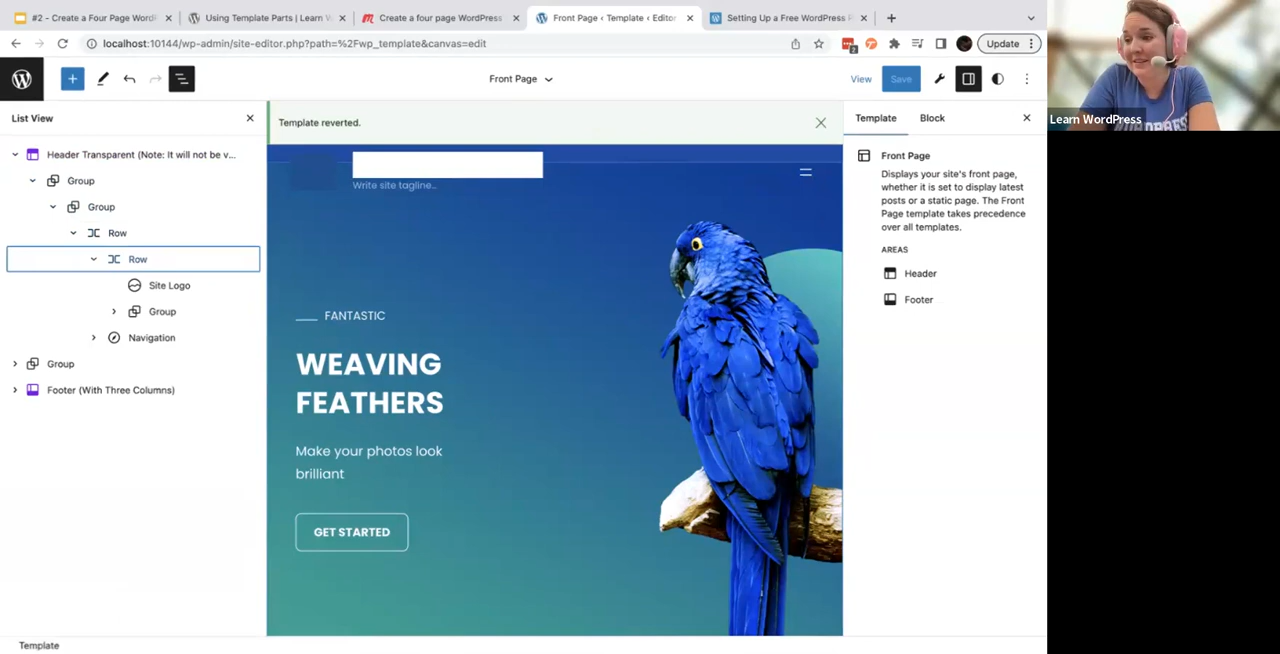 #2 - Create a Four Page Word
Using Template Parts | Learn W
Create a four page WordPress
Front Page ‹ Template ‹ Editor
Setting Up a Free WordPress P
localhost:10144/wp-admin/site-editor.php?path=%2Fwp_template&canvas=edit
2
Update
Front Page
View
Save
List View
Template reverted.
Template
Block
Header Transparent (Note: It will not be v...
Group
Group
Row
Row
Site Logo
Group
Navigation
Group
Footer (With Three Columns)
Write site tagline...
FANTASTIC
WEAVING
FEATHERS
Make your photos look
brilliant
GET STARTED
Front Page
Displays your site's front page,
whether it is set to display latest
posts or a static page. The Front
Page template takes precedence
over all templates.
AREAS
Header
Footer
Template
Learn WordPress